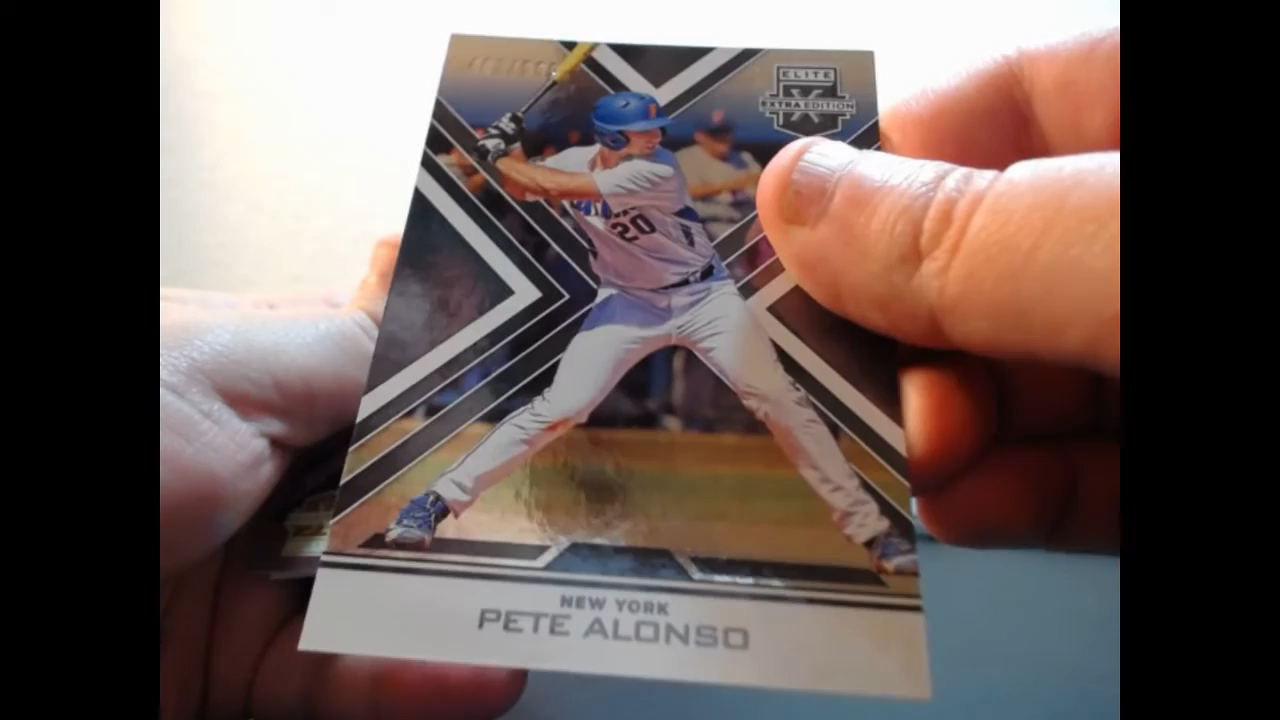 ELITE
X
EXTRA EDITION
20
NEW YORK
PETE ALONSO